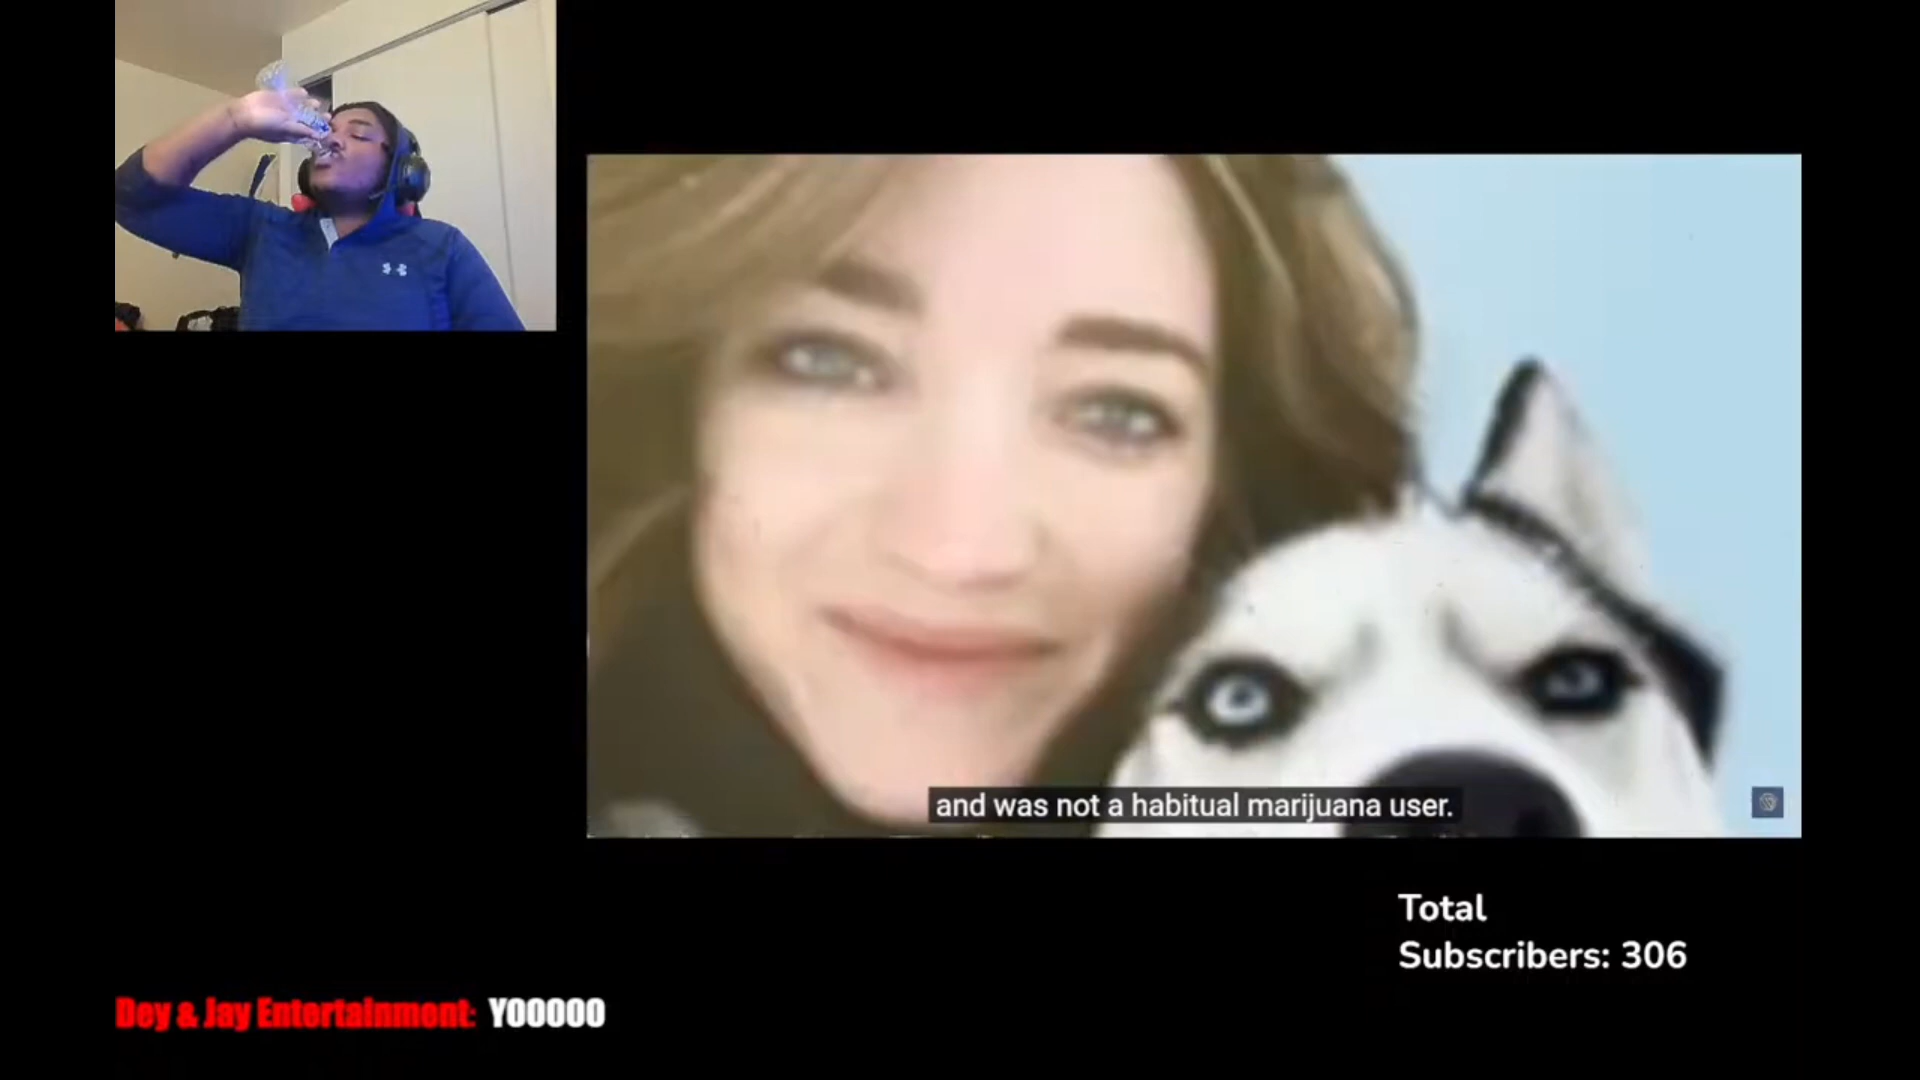 and was not a habitual marijuana user.
Total
Subscribers: 306
Dey & Jay Entertainment: YOOOOO